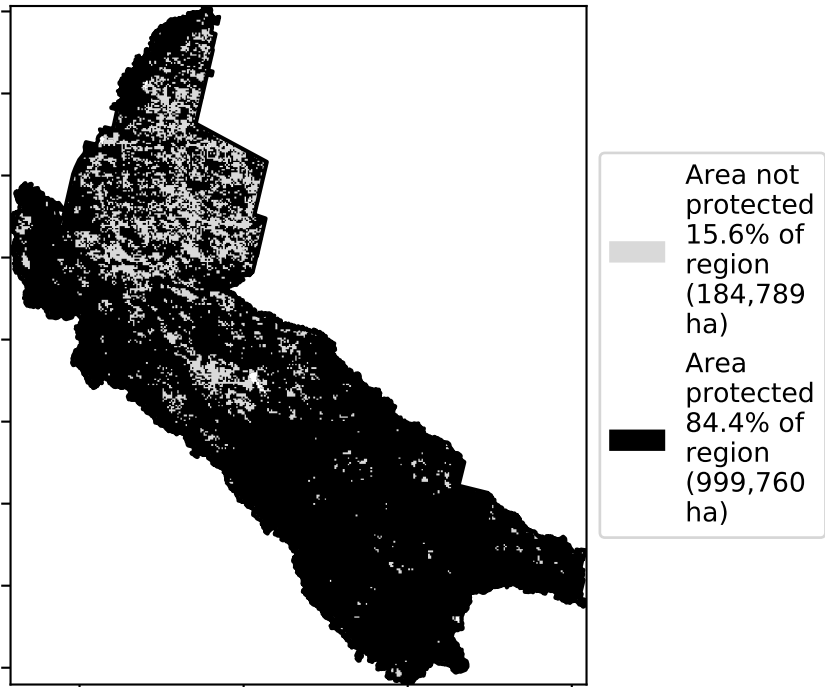 Area not
protected
15.6% of
region
(184,789
ha)
Area
protected
84.4% of
region
(999,760
ha)